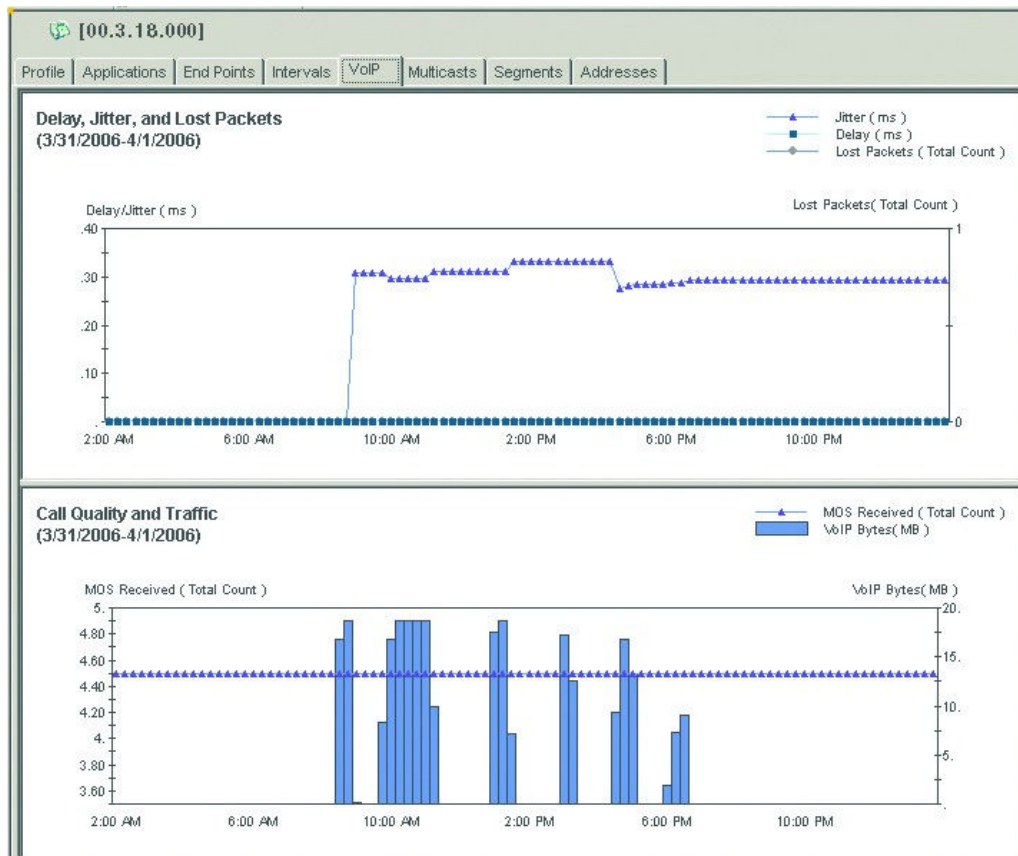 [00.3.18.000]
Profile Applications End Points Intervals VoIP Multicasts Segments Addresses
Delay, Jitter, and Lost Packets
(3/31/2006-4/1/2006)
Jitter ( ms )
Delay ( ms )
Lost Packets ( Total Count )
Delay/Jitter ( ms )
Lost Packets( Total Count )
.40
.30
.20
.10
.
1
0
2:00 AM 6:00 AM 10:00 AM 2:00 PM 6:00 PM 10:00 PM
Call Quality and Traffic
(3/31/2006-4/1/2006)
MOS Received ( Total Count )
VoIP Bytes( MB )
MOS Received ( Total Count )
VoIP Bytes( MB )
5.
4.80
4.60
4.40
4.20
4.
3.80
3.60
20.
15.
10.
5.
.
2:00 AM 6:00 AM 10:00 AM 2:00 PM 6:00 PM 10:00 PM